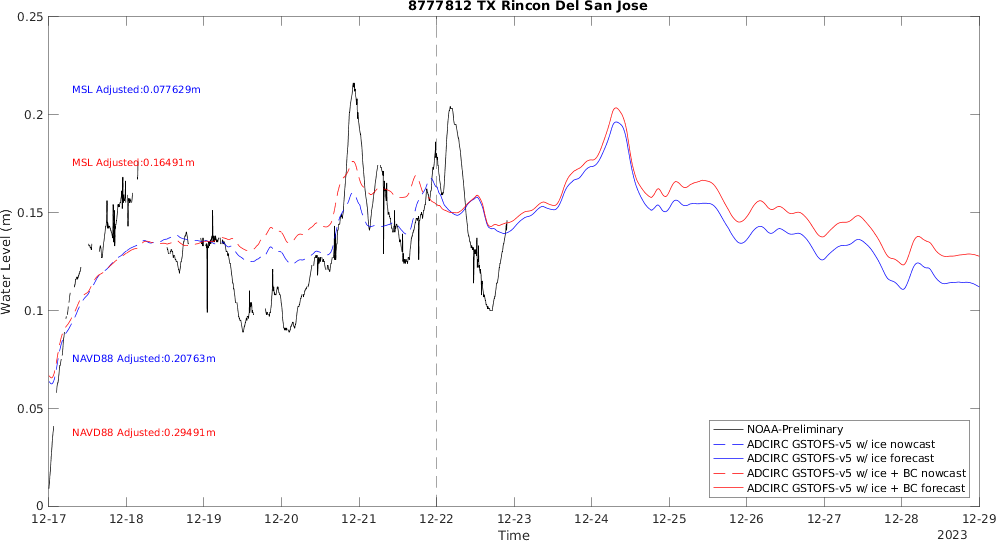 8777812 TX Rincon Del San Jose
0.25
0.2
0.15
0.1
0.05
0
Water Level (m)
MSL Adjusted:0.077629m
MSL Adjusted:0.16491m
NAVD88 Adjusted:0.20763m
NAVD88 Adjusted:0.29491m
NOAA-Preliminary
ADCIRC GSTOFS-v5 w/ ice nowcast
ADCIRC GSTOFS-v5 w/ ice forecast
ADCIRC GSTOFS-v5 w/ ice + BC nowcast
ADCIRC GSTOFS-v5 w/ ice + BC forecast
12-17 12-18 12-19 12-20 12-21 12-22 12-23 12-24 12-25 12-26 12-27 12-28 12-29
Time
2023